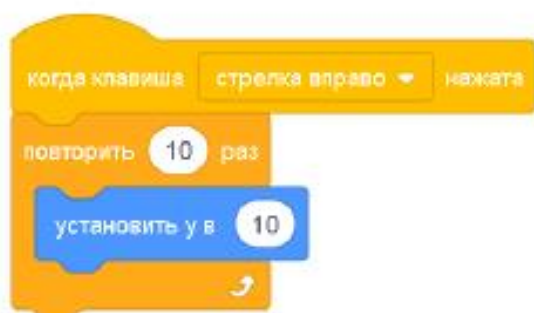 когда клавиша стрелка вправо нажата
повторить 10 раз
установить y в 10